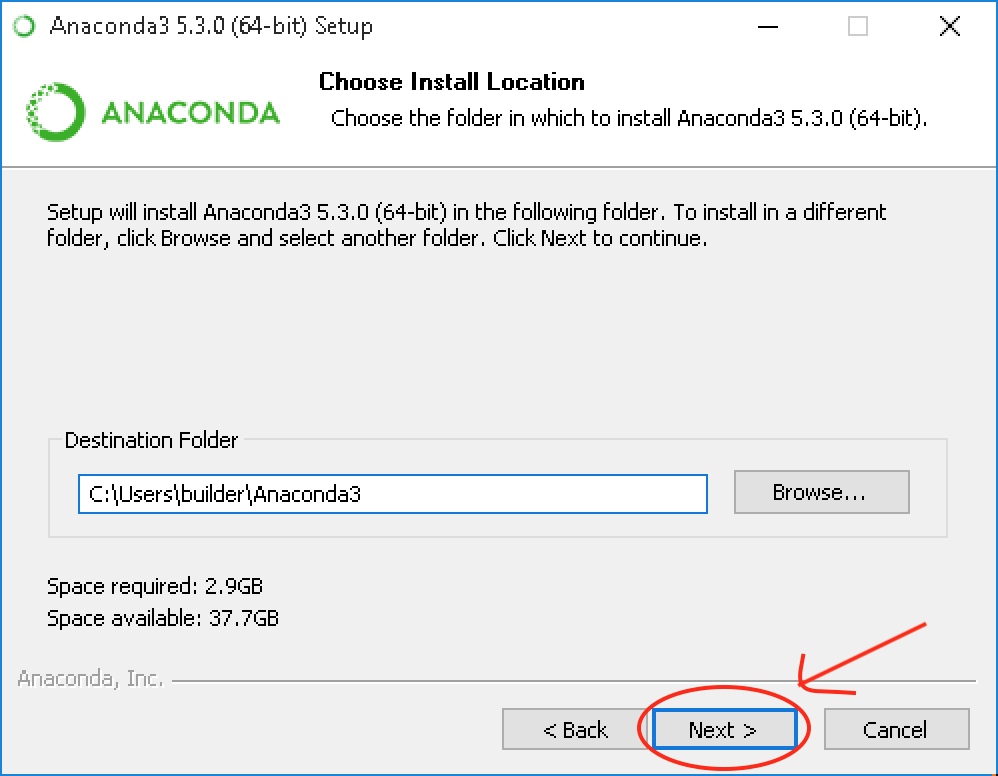 Anaconda3 5.3.0 (64-bit) Setup
ANACONDA
Choose Install Location
Choose the folder in which to install Anaconda3 5.3.0 (64-bit).
Setup will install Anaconda3 5.3.0 (64-bit) in the following folder. To install in a different
folder, click Browse and select another folder. Click Next to continue.
Destination Folder
C:\Users\builder\Anaconda3
Browse...
Space required: 2.9GB
Space available: 37.7GB
Anaconda, Inc.
< Back
Next >
Cancel